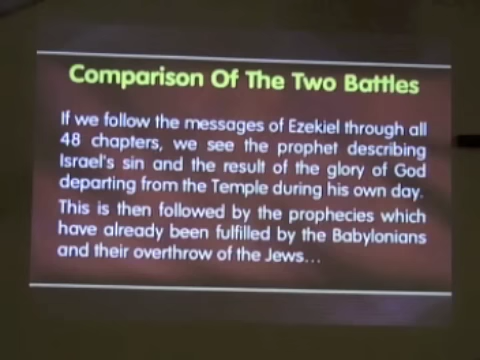 Comparison Of The Two Battles
If we follow the messages of Ezekiel through all
48 chapters, we see the prophet describing
Israel's sin and the result of the glory of God
departing from the Temple during his own day.
This is then followed by the prophecies which
have already been fulfilled by the Babylonians
and their overthrow of the Jews...